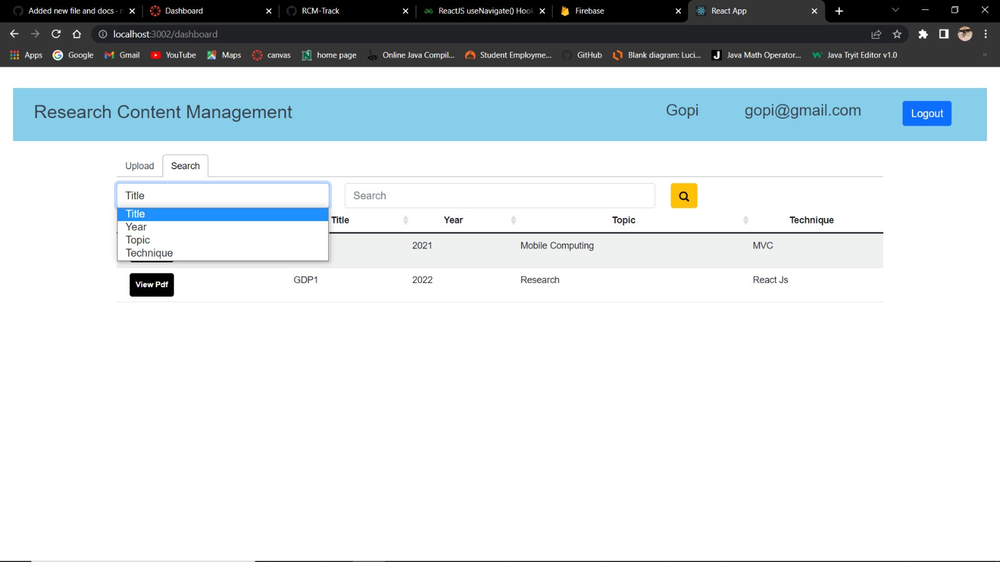 Added new file and docs · n
Dashboard
RCM-Track
ReactJS useNavigate() Hool
Firebase
React App
localhost:3002/dashboard
Apps Google Gmail YouTube Maps canvas home page Online Java Compil... Student Employme... GitHub Blank diagram: Luci... Java Math Operator... Java Tryit Editor v1.0
Research Content Management Gopi gopi@gmail.com Logout
Upload Search
Title Search
Title
Year
Topic
Technique
Title Year Topic Technique
2021 Mobile Computing MVC
View Pdf GDP1 2022 Research React Js